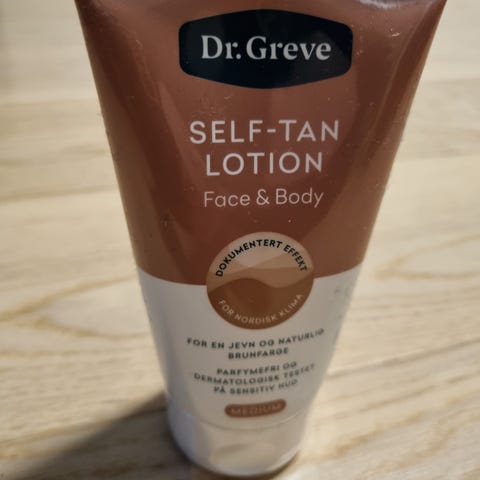 Dr. Greve
SELF-TAN
LOTION
Face & Body
DOKUMENTERT EFFEKT
FOR NORDISK KLIMA
FOR EN JEVN OG NATURLIG
BRUNFARGE
PARFYMEFRI OG
DERMATOLOGISK TESTET
PÅ SENSITIV HUD
MEDIUM